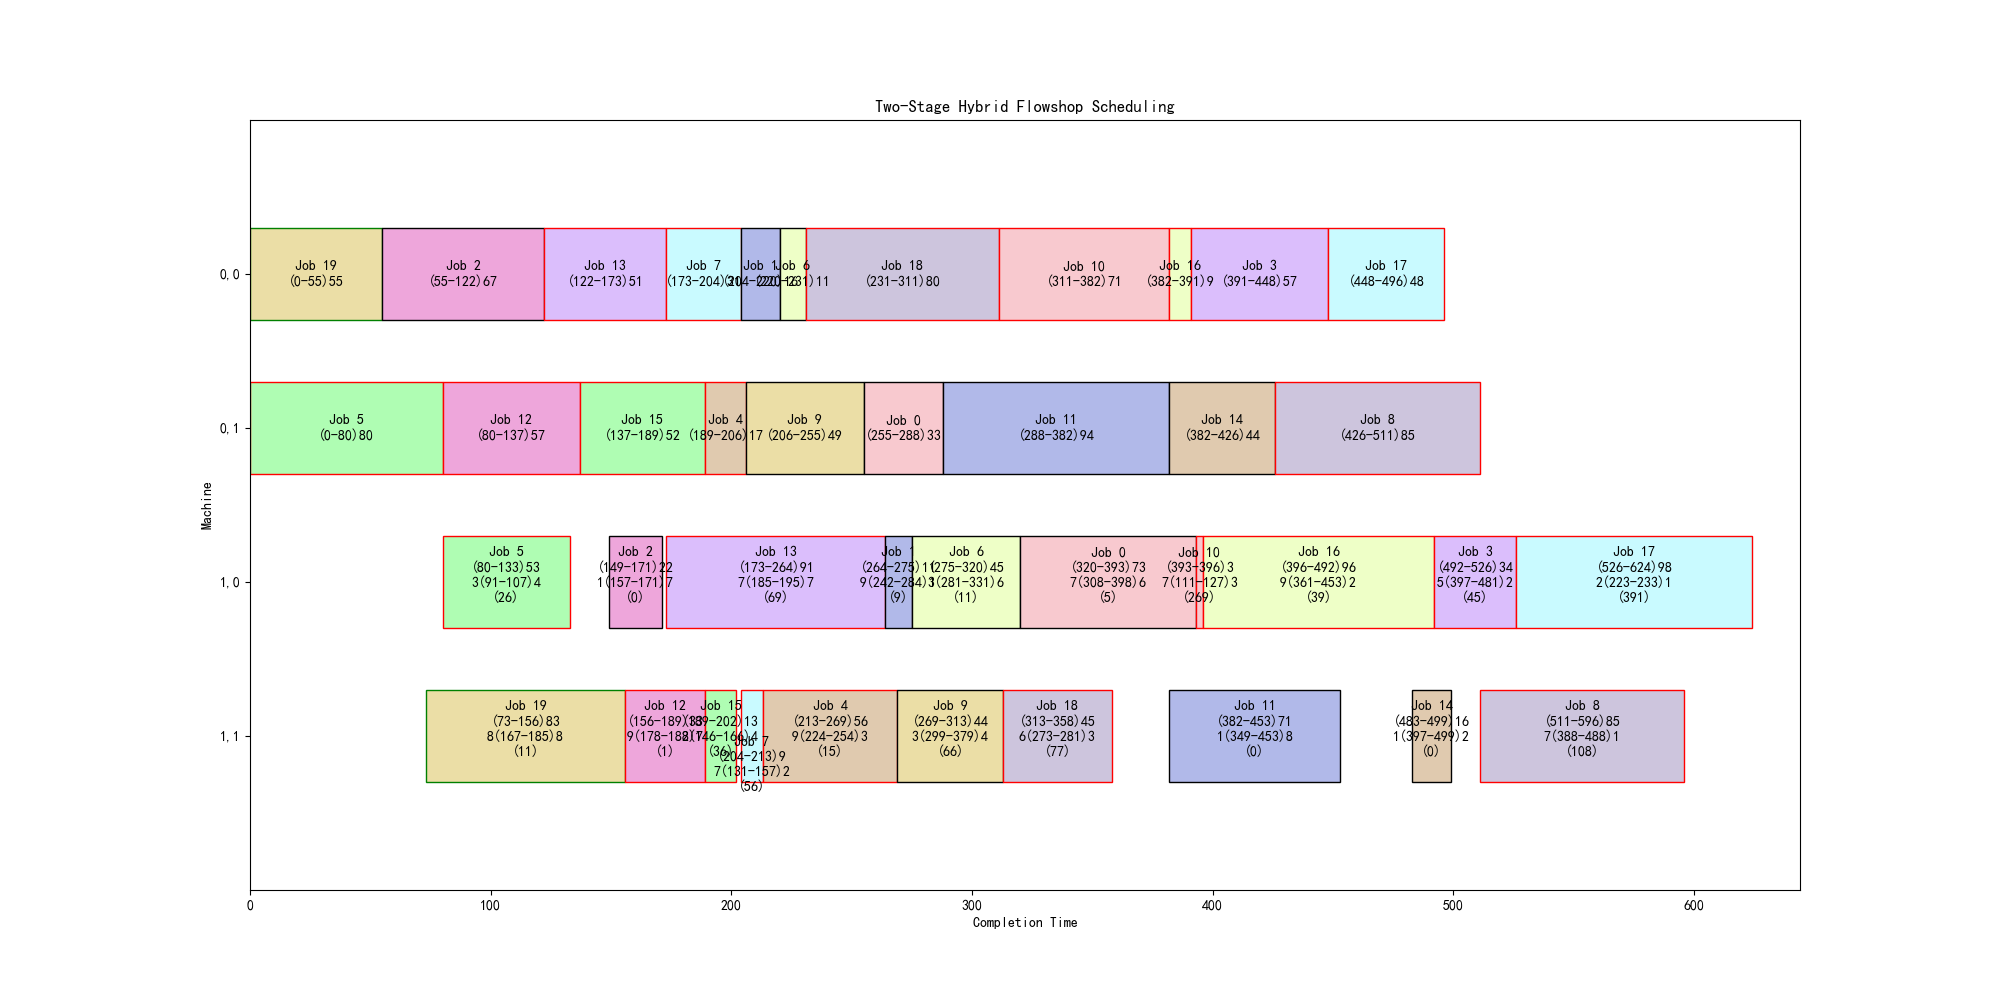 Two-Stage Hybrid Flowshop Scheduling
Machine
0,0
Job 19
(0-55)55
Job 2
(55-122)67
Job 13
(122-173)51
Job 7
(173-204)31
Job 1
(204-220)16
Job 6
(220-231)11
Job 18
(231-311)80
Job 10
(311-382)71
Job 16
(382-391)9
Job 3
(391-448)57
Job 17
(448-496)48
0,1
Job 5
(0-80)80
Job 12
(80-137)57
Job 15
(137-189)52
Job 4
(189-206)17
Job 9
(206-255)49
Job 0
(255-288)33
Job 11
(288-382)94
Job 14
(382-426)44
Job 8
(426-511)85
1,0
Job 5
(80-133)53
3(91-107)4
(26)
Job 2
(149-171)22
1(157-171)7
(0)
Job 13
(173-264)91
7(185-195)7
(69)
Job 1
(264-275)11
(9)
Job 6
(275-320)45
(281-331)6
(11)
Job 0
(320-393)73
7(308-398)6
(5)
Job 10
(393-396)3
7(111-127)3
(269)
Job 16
(396-492)96
9(361-453)2
(39)
Job 3
(492-526)34
5(397-481)2
(45)
Job 17
(526-624)98
2(223-233)1
(391)
1,1
Job 19
(73-156)83
8(167-185)8
(11)
Job 12
(156-189)33
(1)
Job 15
(189-202)13
(36)
Job 7
(204-213)9
7(131-157)2
(56)
Job 4
(213-269)56
9(224-254)3
(15)
Job 9
(269-313)44
3(299-379)4
(66)
Job 18
(313-358)45
6(273-281)3
(77)
Job 11
(382-453)71
1(349-453)8
(0)
Job 14
(483-499)16
1(397-499)2
(0)
Job 8
(511-596)85
7(388-488)1
(108)
0
100
200
300
400
500
600
Completion Time